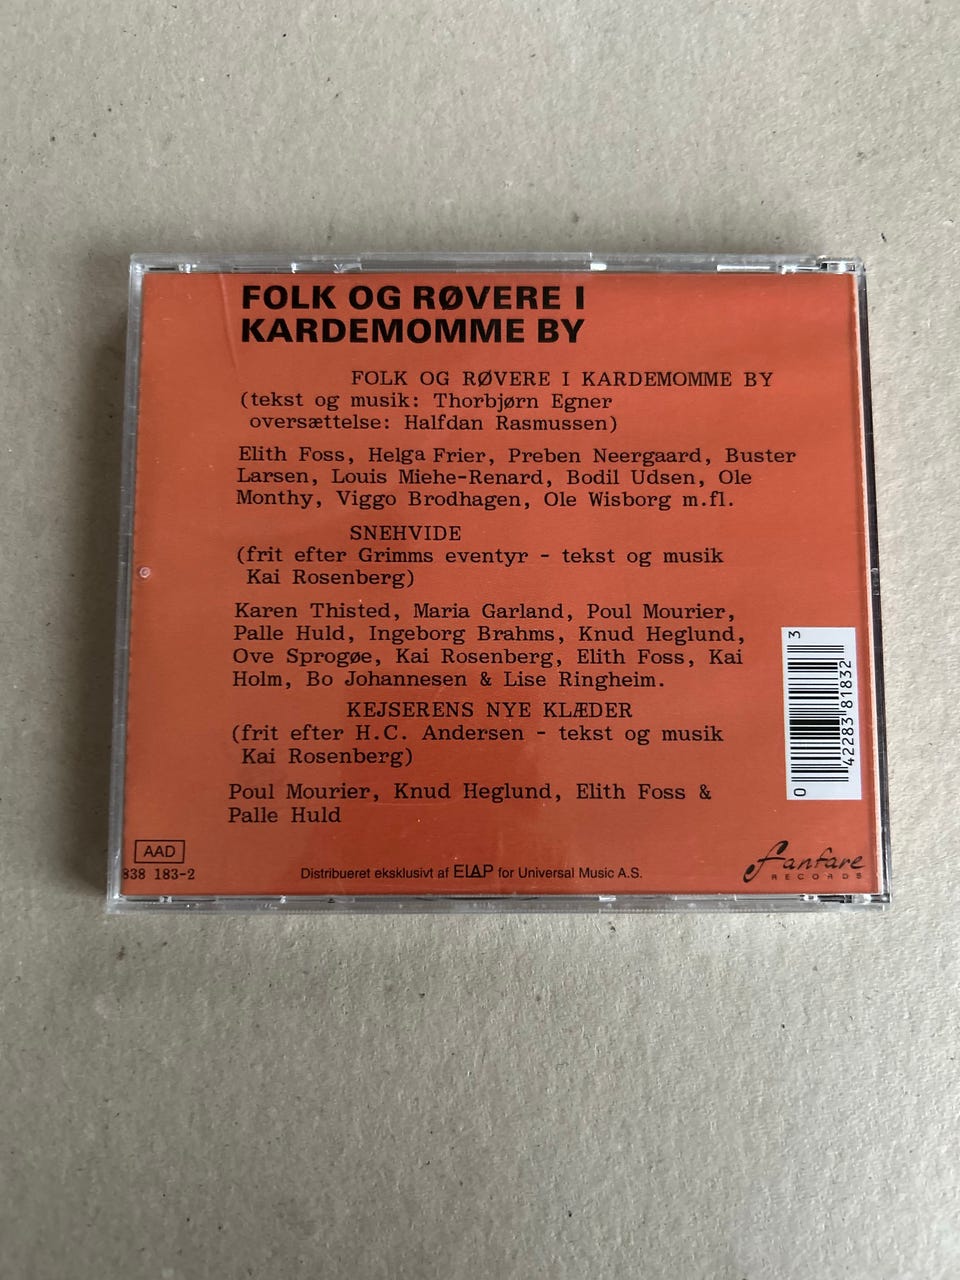 FOLK OG RØVERE I
KARDEMOMME BY
FOLK OG RØVERE I KARDEMOMME BY
(tekst og musik: Thorbjørn Egner
oversættelse: Halfdan Rasmussen)
Elith Foss, Helga Frier, Preben Neergaard, Buster
Larsen, Louis Miehe-Renard, Bodil Udsen, Ole
Monthy, Viggo Brodhagen, Ole Wisborg m.fl.
SNEHVIDE
(frit efter Grimms eventyr - tekst og musik
Kai Rosenberg)
Karen Thisted, Maria Garland, Poul Mourier,
Palle Huld, Ingeborg Brahms, Knud Heglund,
Ove Sprogøe, Kai Rosenberg, Elith Foss, Kai
Holm, Bo Johannesen & Lise Ringheim.
KEJSERENS NYE KLÆDER
(frit efter H.C. Andersen - tekst og musik
Kai Rosenberg)
Poul Mourier, Knud Heglund, Elith Foss &
Palle Huld
0 42283 81832 3
AAD
838 183-2
Distribueret eksklusivt af ELAP for Universal Music A.S.
fanfare
RECORDS